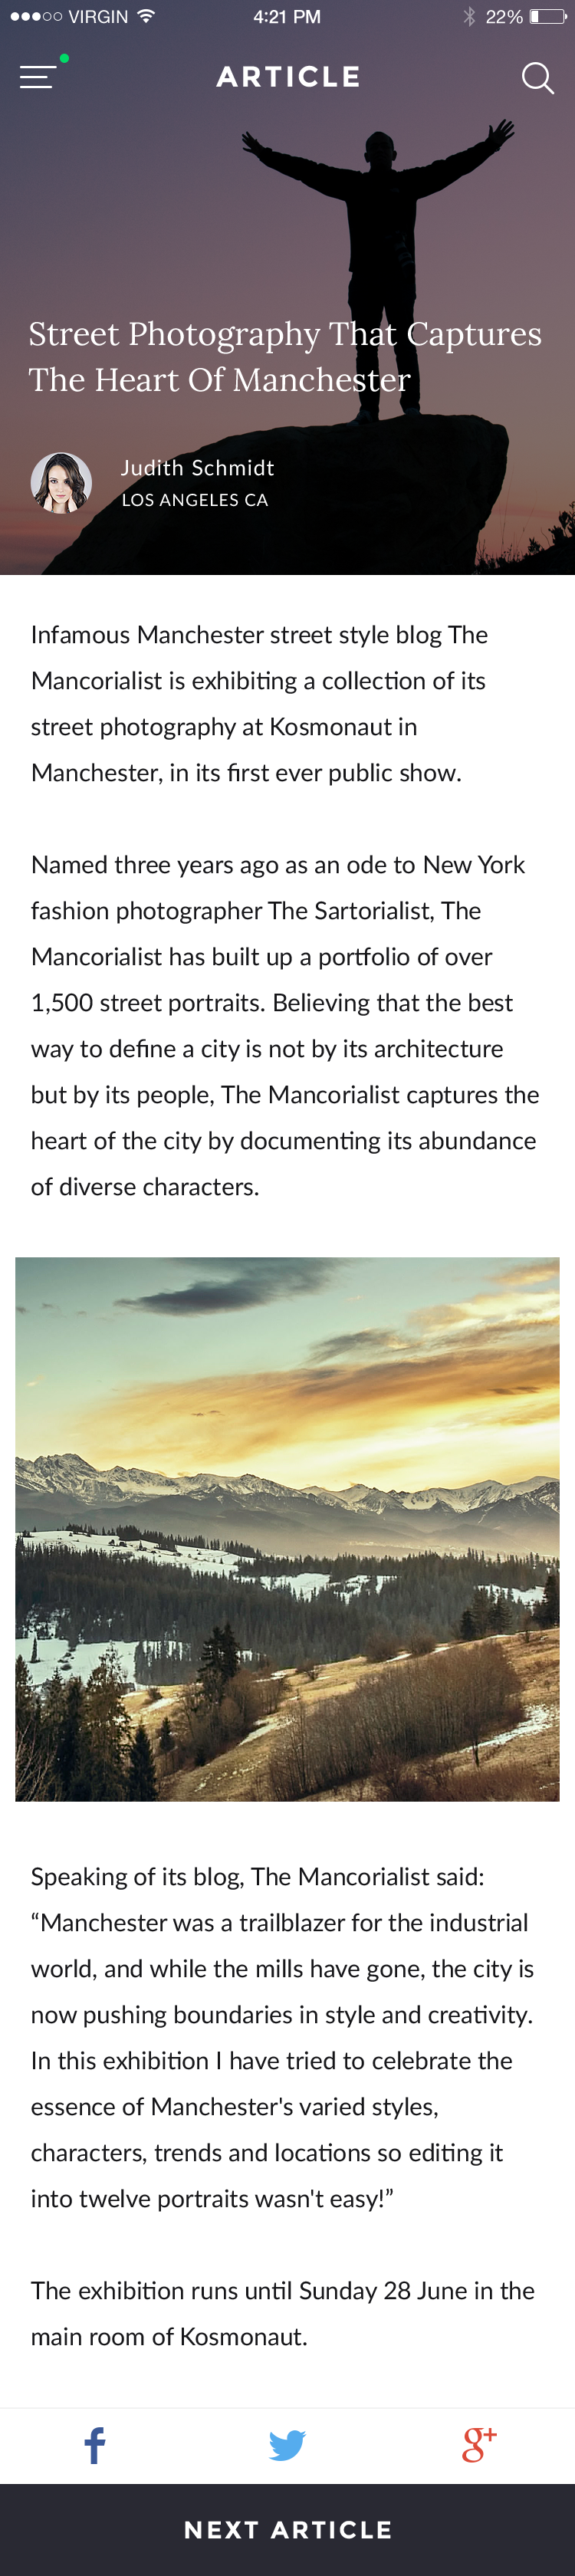 VIRGIN 4:21 PM 22%
ARTICLE
Street Photography That Captures
The Heart Of Manchester
Judith Schmidt
LOS ANGELES CA
Infamous Manchester street style blog The
Mancorialist is exhibiting a collection of its
street photography at Kosmonaut in
Manchester, in its first ever public show.
Named three years ago as an ode to New York
fashion photographer The Sartorialist, The
Mancorialist has built up a portfolio of over
1,500 street portraits. Believing that the best
way to define a city is not by its architecture
but by its people, The Mancorialist captures the
heart of the city by documenting its abundance
of diverse characters.
Speaking of its blog, The Mancorialist said:
“Manchester was a trailblazer for the industrial
world, and while the mills have gone, the city is
now pushing boundaries in style and creativity.
In this exhibition I have tried to celebrate the
essence of Manchester's varied styles,
characters, trends and locations so editing it
into twelve portraits wasn't easy!”
The exhibition runs until Sunday 28 June in the
main room of Kosmonaut.
f g+
NEXT ARTICLE